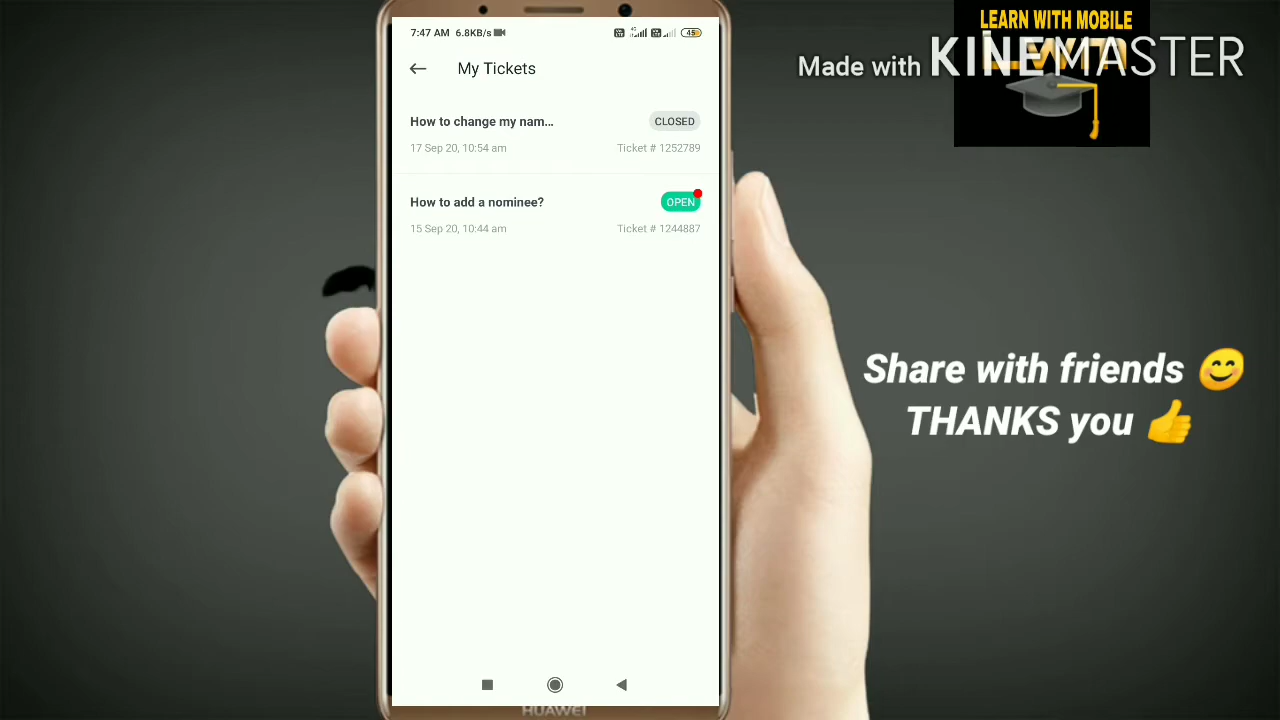 7:47 AM 6.8KB/s
45
My Tickets
How to change my nam...
CLOSED
17 Sep 20, 10:54 am
Ticket # 1252789
How to add a nominee?
OPEN
15 Sep 20, 10:44 am
Ticket # 1244887
HUAWEI
LEARN WITH MOBILE
Made with KINEMASTER
Share with friends 😊
THANKS you 👍